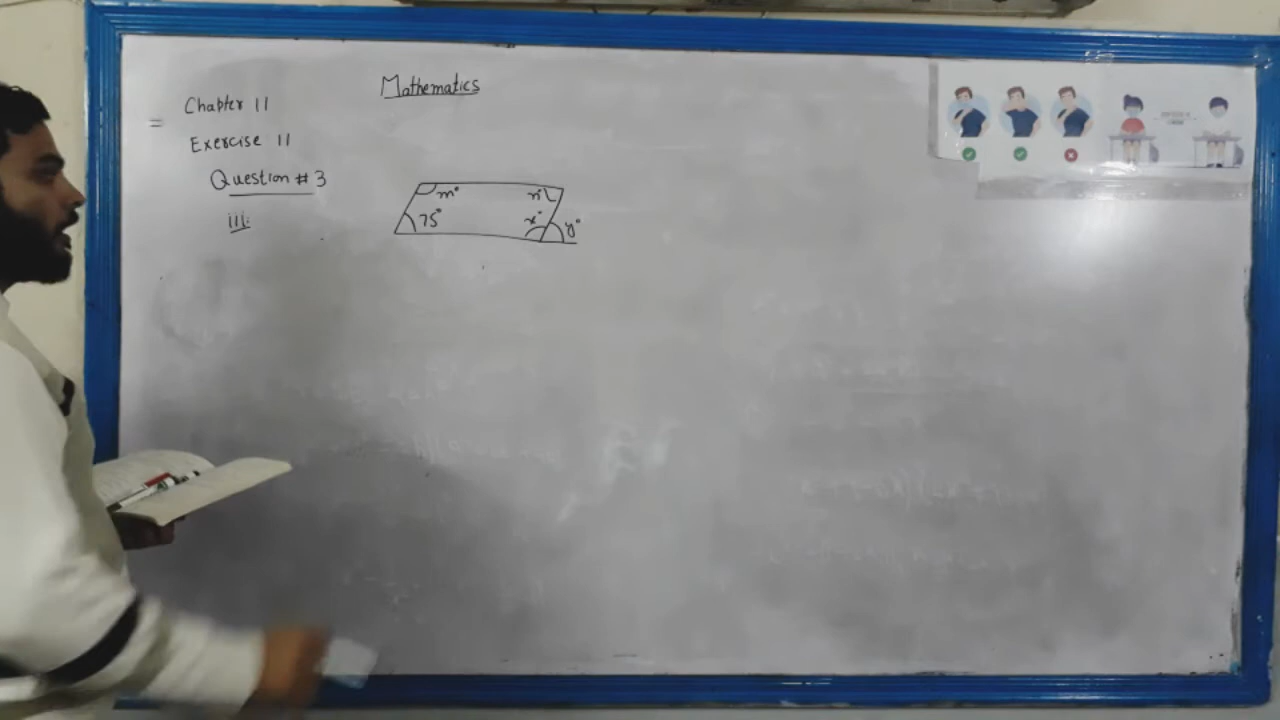 Mathematics
Chapter 11
Exercise 11
Question # 3
iii.
m° n°
75° x° y°